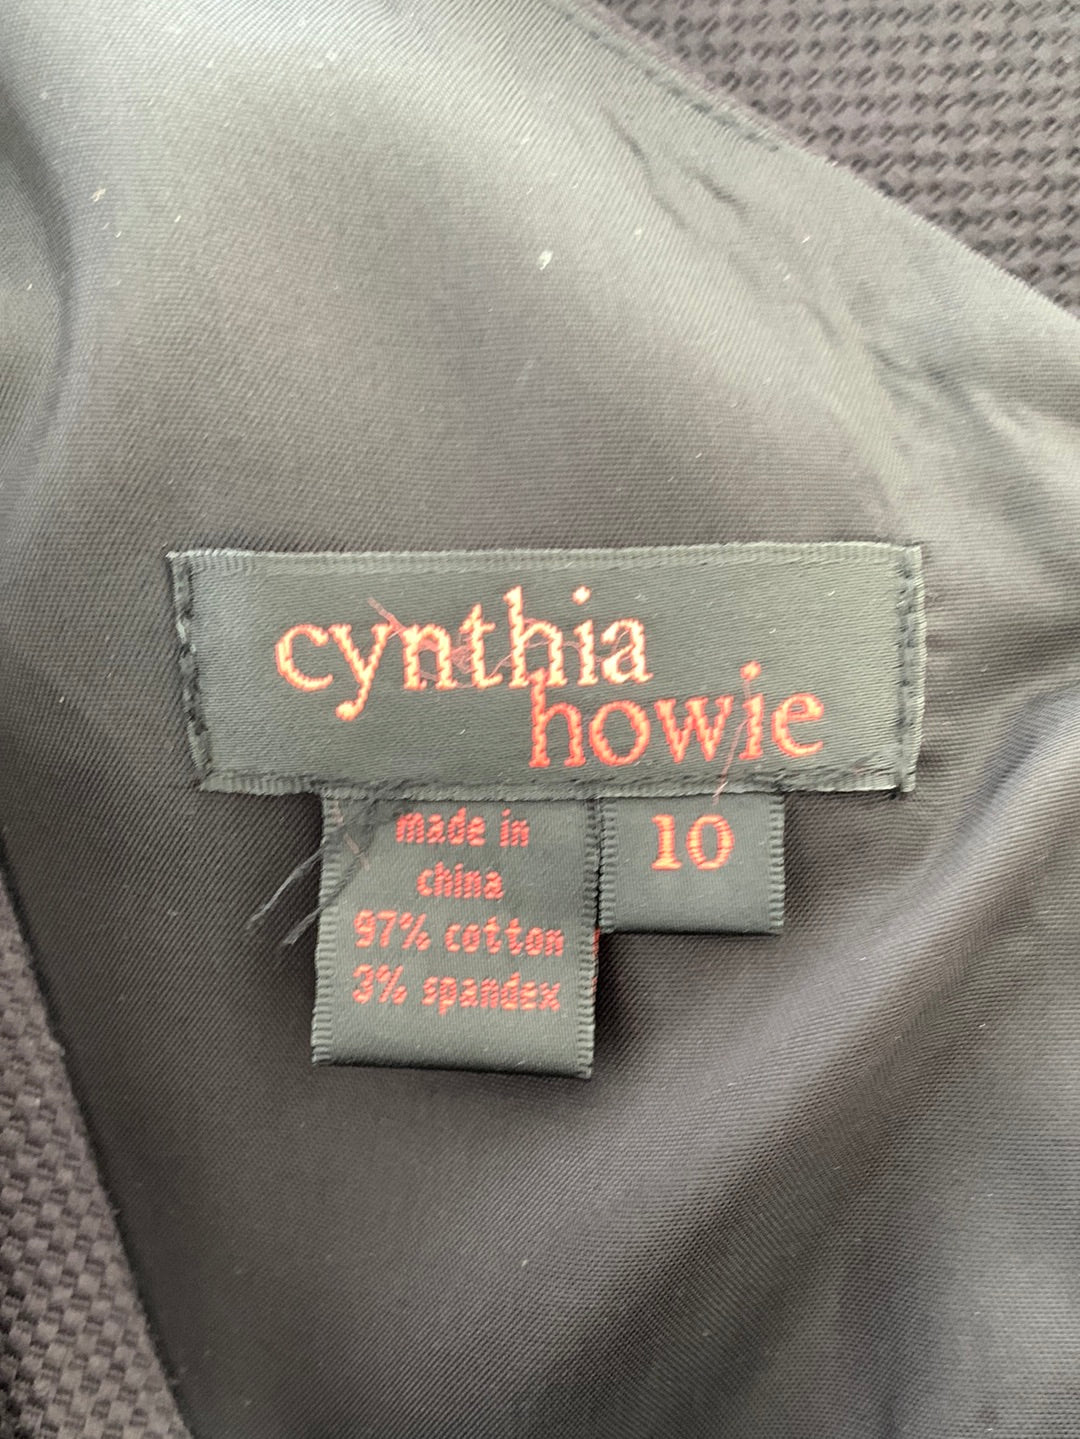 cynthia
howie
made in
china
97% cotton
3% spandex
10